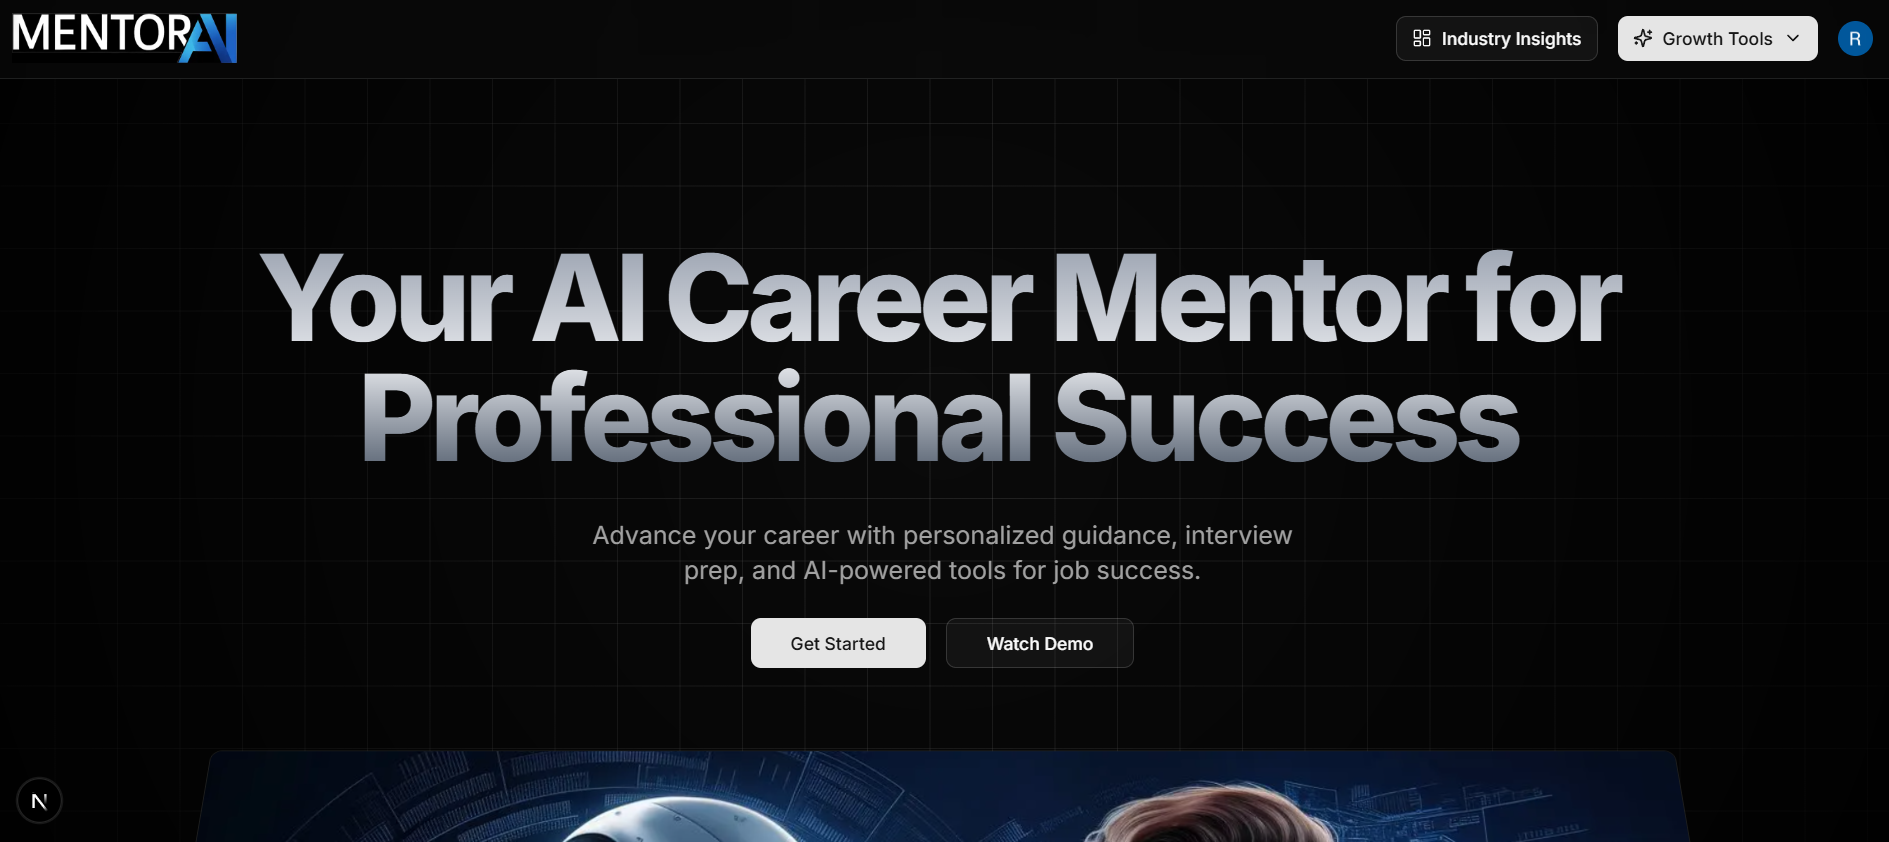 MENTORAI
Industry Insights
Growth Tools
R
Your AI Career Mentor for
Professional Success
Advance your career with personalized guidance, interview
prep, and AI-powered tools for job success.
Get Started
Watch Demo
N